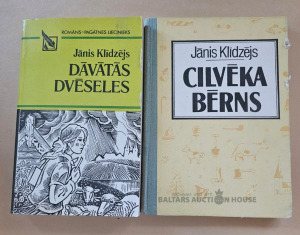 ROMĀNS-PAGĀTNES LIECINIEKS
Jānis Klīdzējs
DĀVĀTĀS
DVĒSELES
Jānis Klīdzējs
CILVĒKA
BĒRNS
BALTARS AUCTION HOUSE